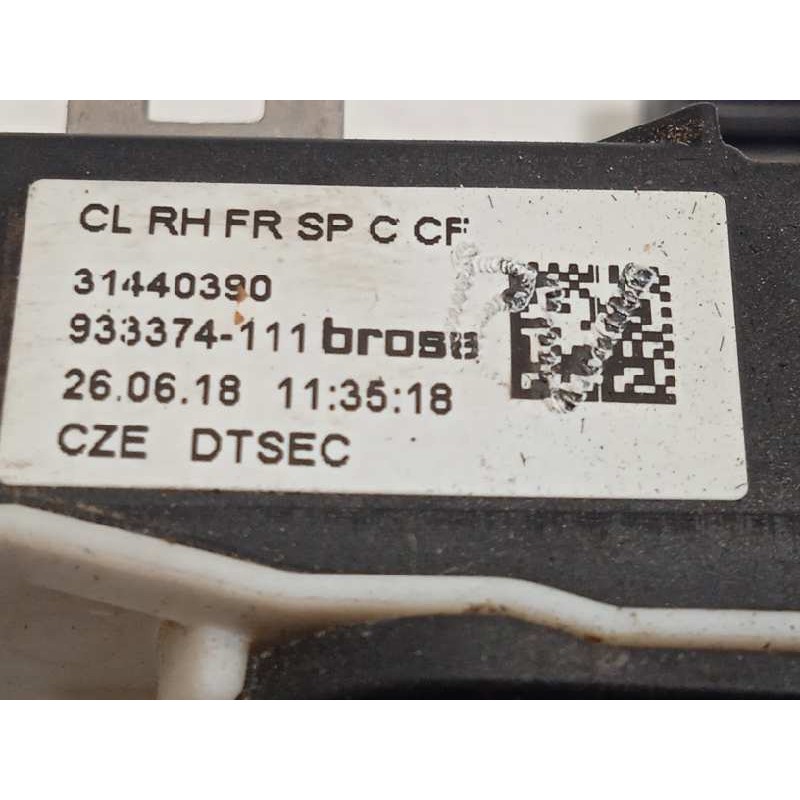 CL RH FR SP C CF
31440390
933374-111 brose
26.06.18 11:35:18
CZE DTSEC